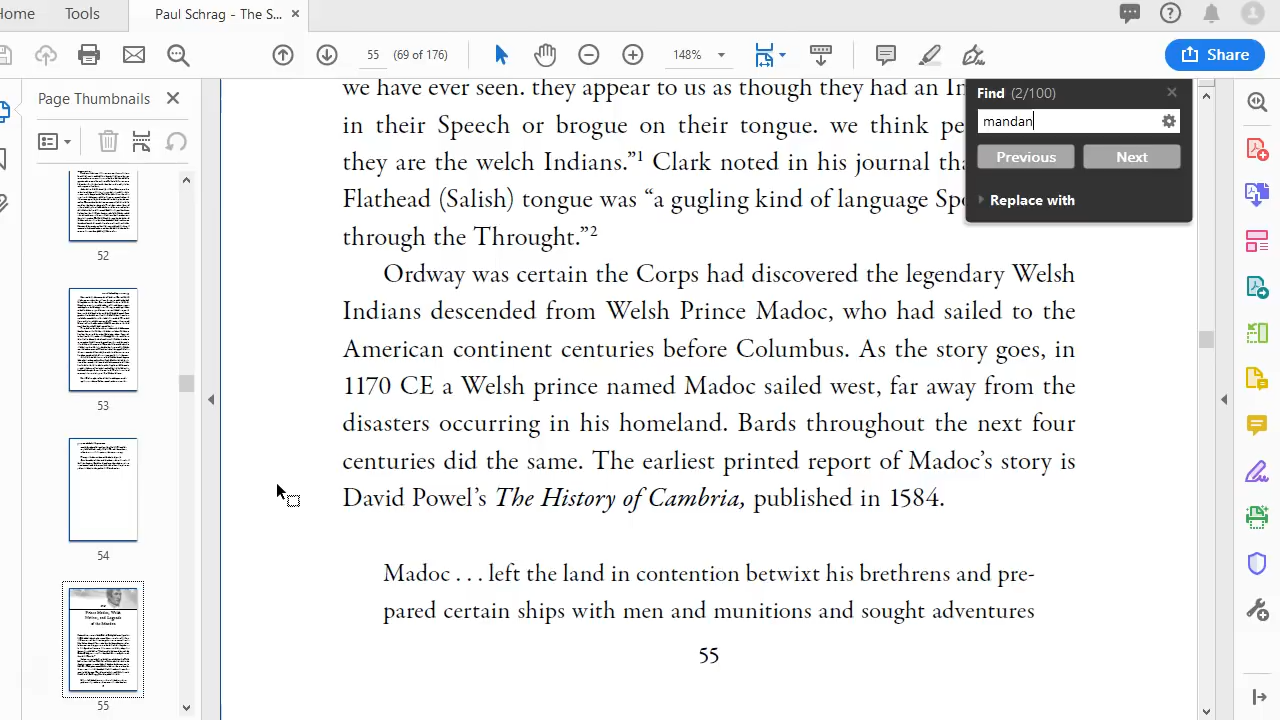 Home
Tools
Paul Schrag - The S...
55
(69 of 176)
148%
Share
Page Thumbnails
52
53
54
55
Find (2/100)
mandan
Previous
Next
Replace with
we have ever seen. they appear to us as though they had an In
in their Speech or brogue on their tongue. we think pe
they are the welch Indians.”1 Clark noted in his journal tha
Flathead (Salish) tongue was “a gugling kind of language Spo
through the Throught.”2
Ordway was certain the Corps had discovered the legendary Welsh
Indians descended from Welsh Prince Madoc, who had sailed to the
American continent centuries before Columbus. As the story goes, in
1170 CE a Welsh prince named Madoc sailed west, far away from the
disasters occurring in his homeland. Bards throughout the next four
centuries did the same. The earliest printed report of Madoc’s story is
David Powel’s The History of Cambria, published in 1584.
Madoc . . . left the land in contention betwixt his brethrens and pre-
pared certain ships with men and munitions and sought adventures
55